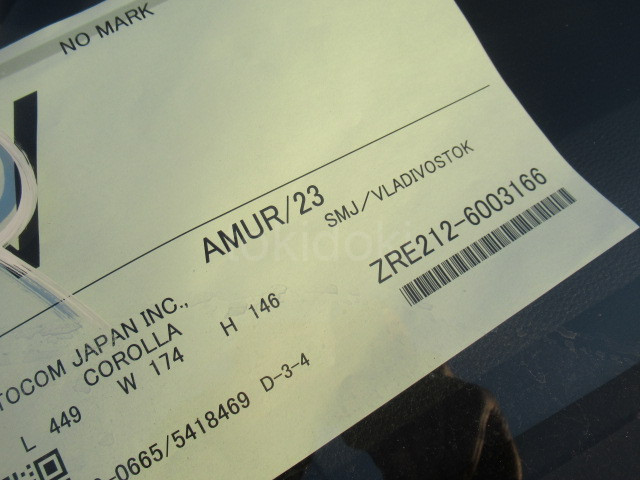 NO MARK
AMUR/23
SMJ/VLADIVOSTOK
ZRE212-6003166
TOCOM JAPAN INC.,
COROLLA
L 449 W 174 H 146
-0665/5418469 D-3-4